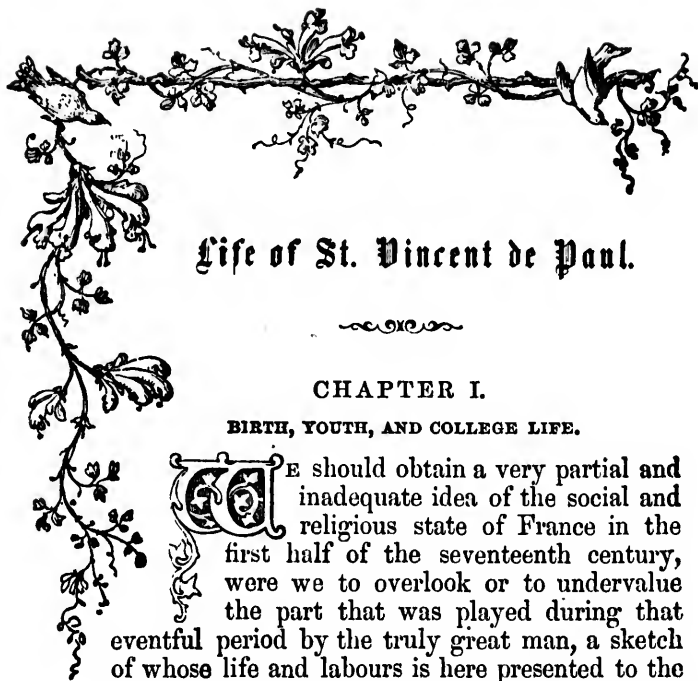 Life of St. Vincent de Paul.
CHAPTER I.
BIRTH, YOUTH, AND COLLEGE LIFE.
WE should obtain a very partial and
inadequate idea of the social and
religious state of France in the
first half of the seventeenth century,
were we to overlook or to undervalue
the part that was played during that
eventful period by the truly great man, a sketch
of whose life and labours is here presented to the